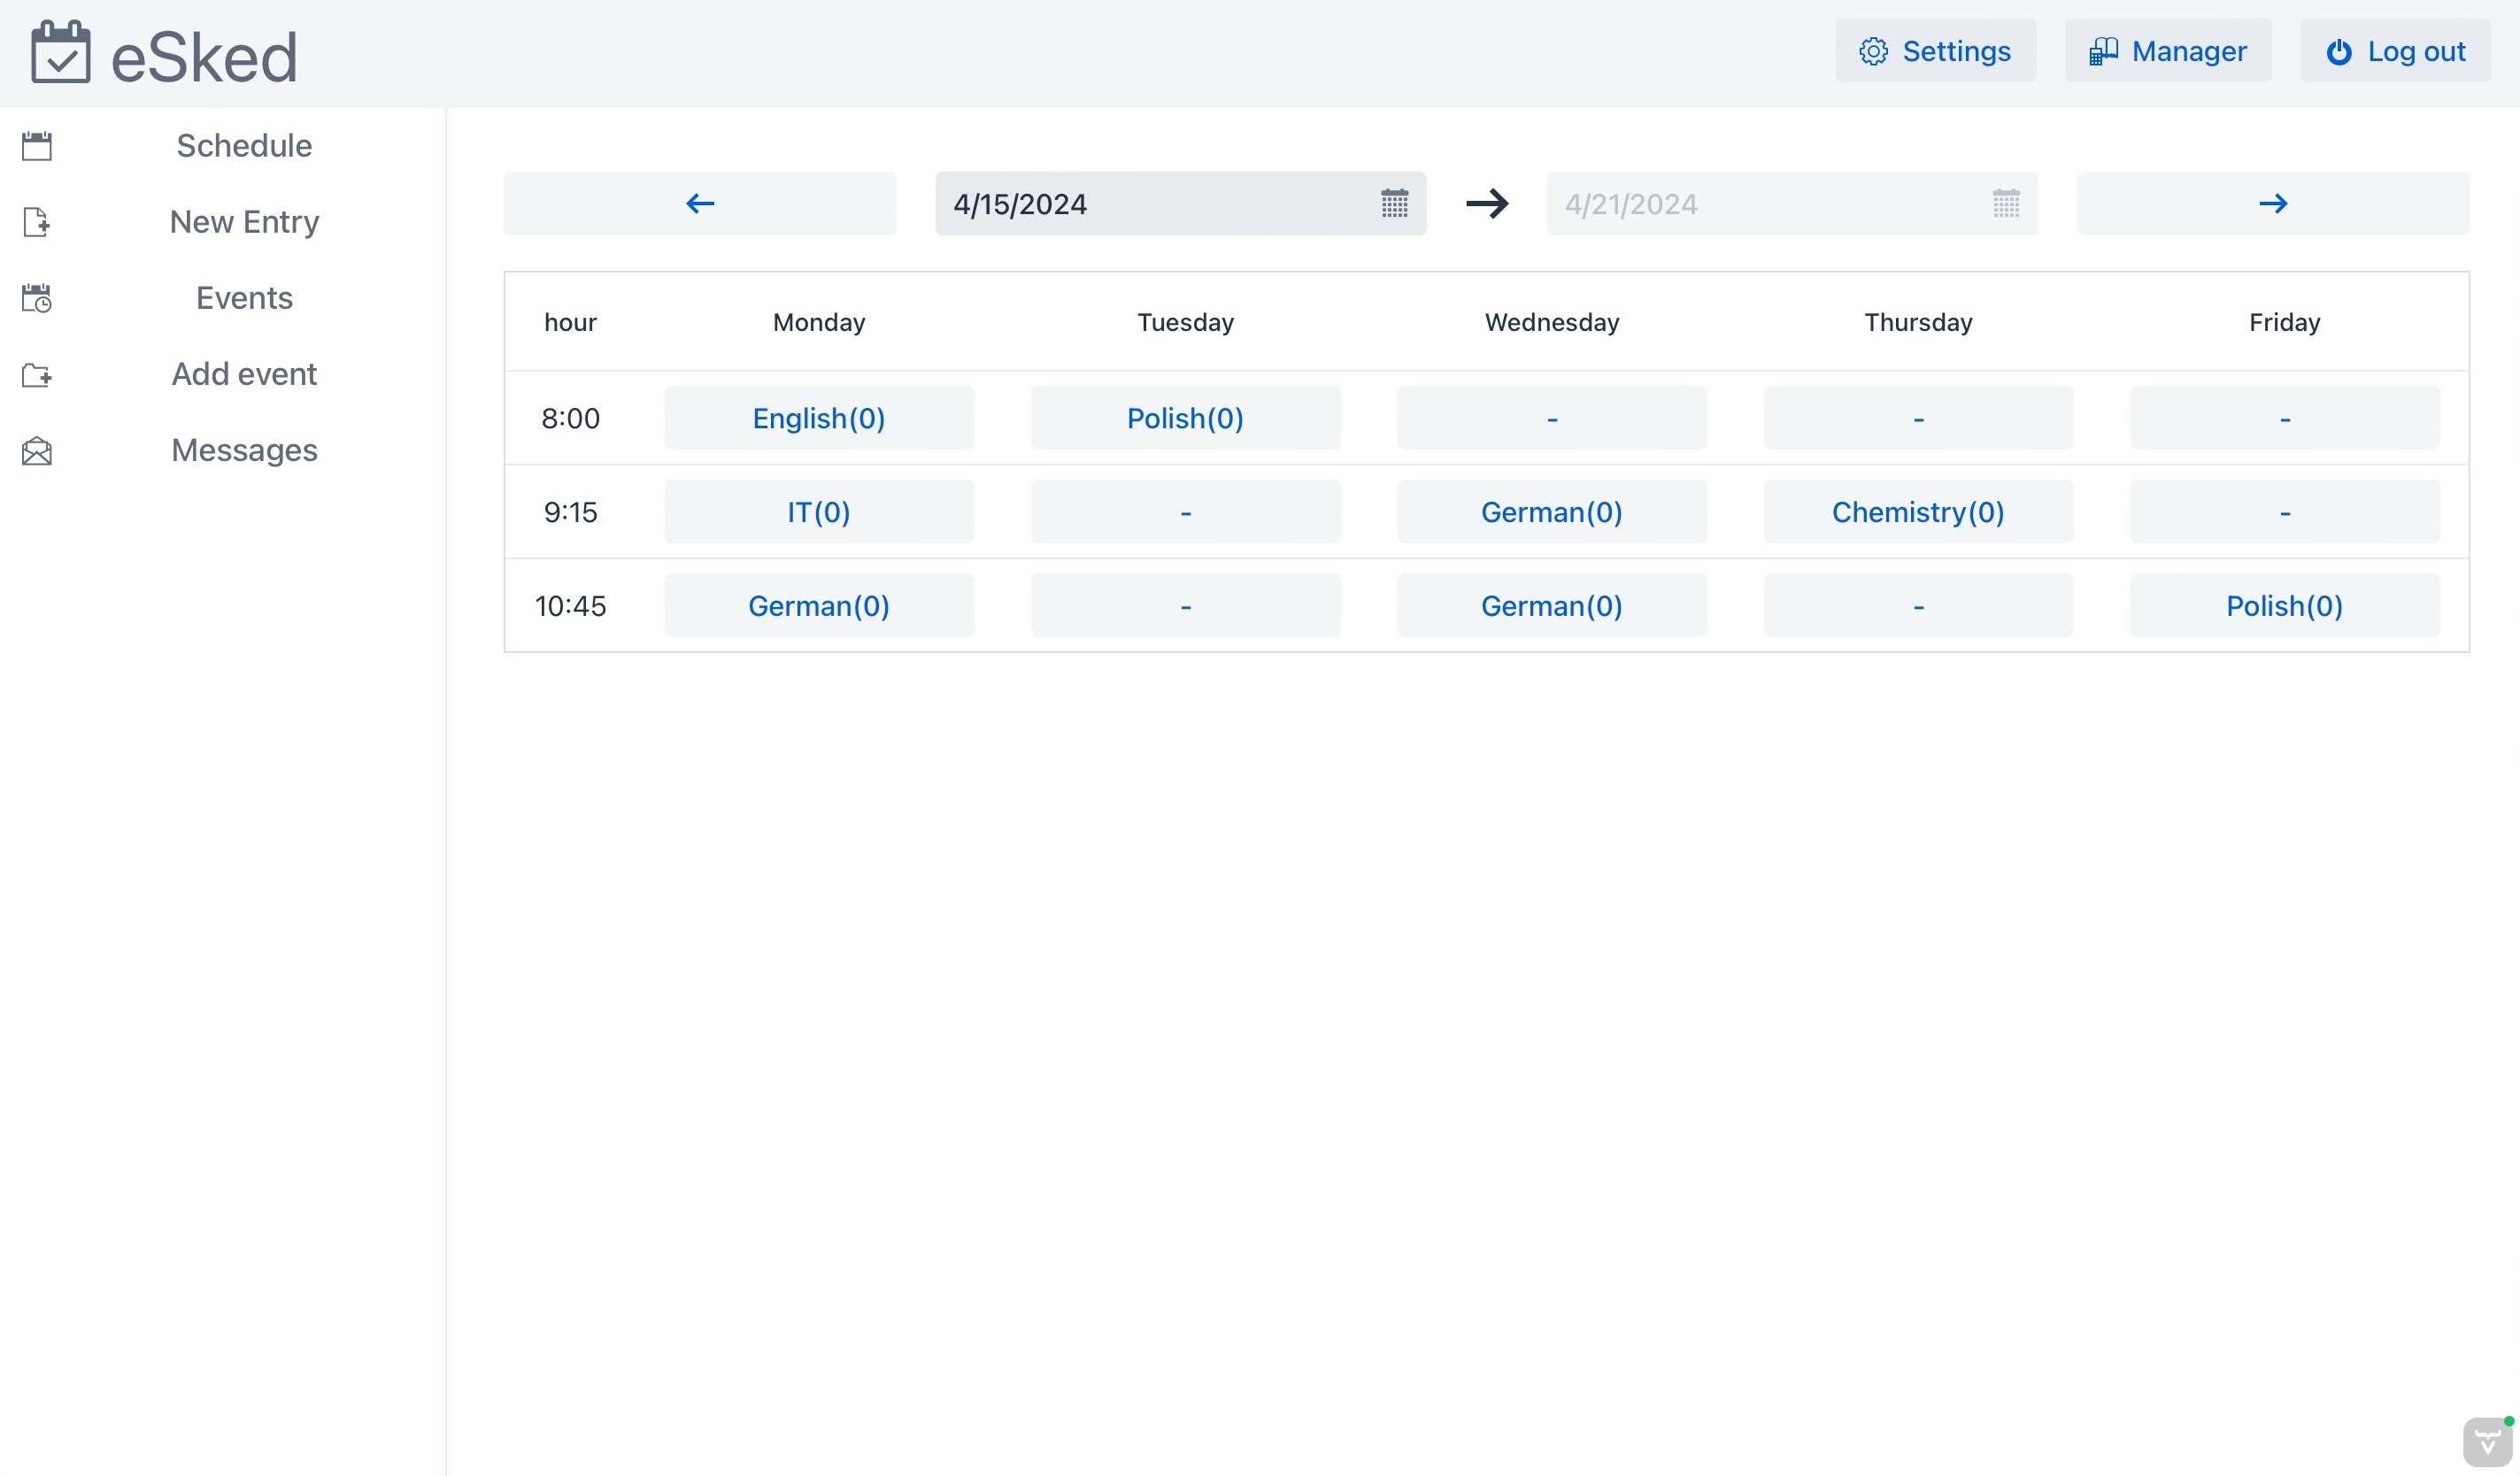 eSked
Settings
Manager
Log out
Schedule
New Entry
Events
Add event
Messages
4/15/2024
4/21/2024
hour Monday Tuesday Wednesday Thursday Friday
8:00 English(0) Polish(0) - - -
9:15 IT(0) - German(0) Chemistry(0) -
10:45 German(0) - German(0) - Polish(0)